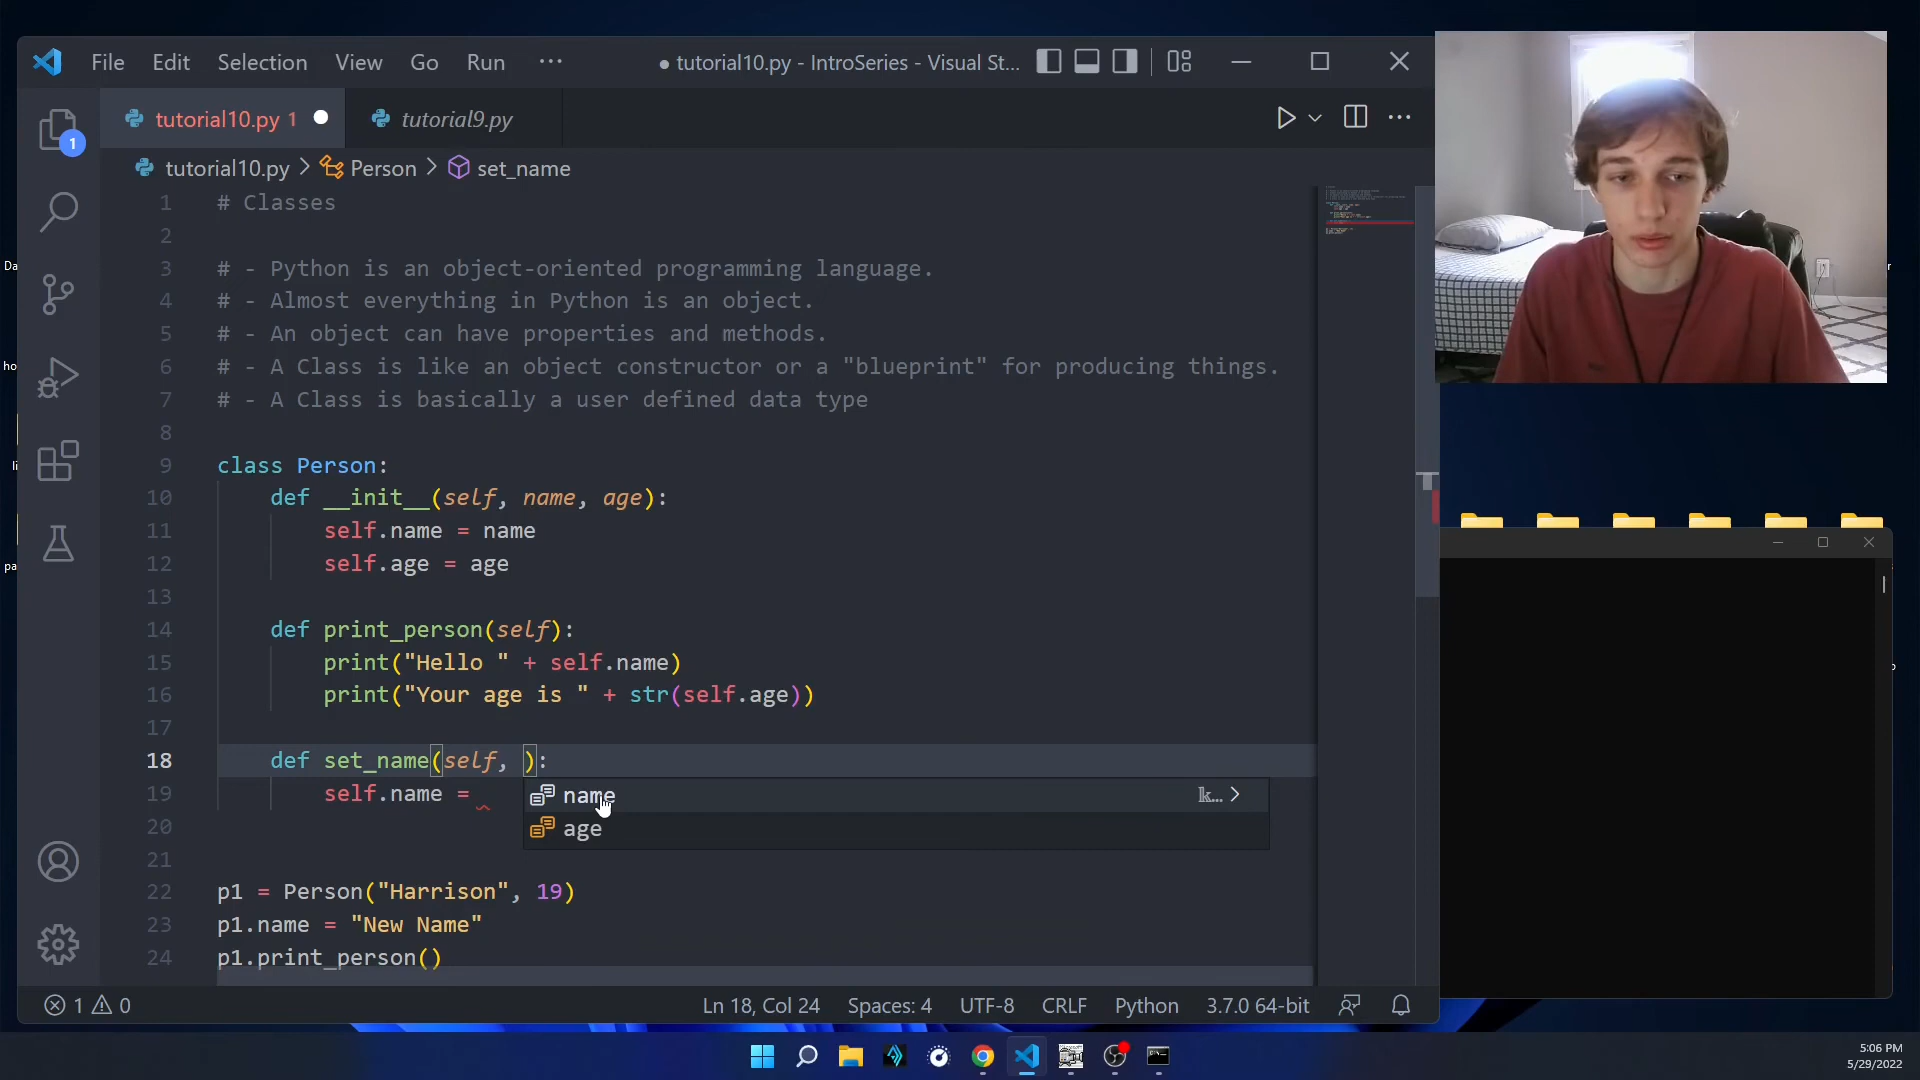 File Edit Selection View Go Run ···
● tutorial10.py - IntroSeries - Visual St...
tutorial10.py 1
tutorial9.py
1
tutorial10.py > Person > set_name
1 # Classes
2
3 # - Python is an object-oriented programming language.
4 # - Almost everything in Python is an object.
5 # - An object can have properties and methods.
6 # - A Class is like an object constructor or a "blueprint" for producing things.
7 # - A Class is basically a user defined data type
8
9 class Person:
10 def __init__(self, name, age):
11 self.name = name
12 self.age = age
13
14 def print_person(self):
15 print("Hello " + self.name)
16 print("Your age is " + str(self.age))
17
18 def set_name(self, ):
19 self.name =
name k... >
age
20
21
22 p1 = Person("Harrison", 19)
23 p1.name = "New Name"
24 p1.print_person()
1 0
Ln 18, Col 24 Spaces: 4 UTF-8 CRLF Python 3.7.0 64-bit
Da
ho
li
pa
5:06 PM
5/29/2022